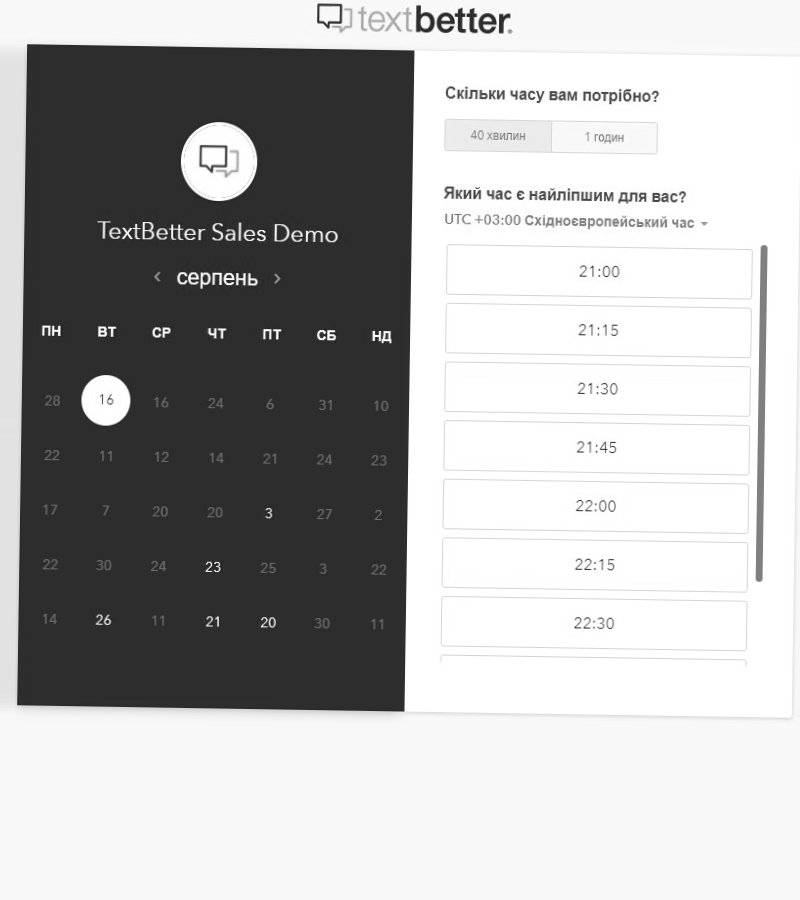 textbetter.
TextBetter Sales Demo
серпень
ПН ВТ СР ЧТ ПТ СБ НД
28 16 16 24 6 31 10
22 11 12 14 21 24 23
17 7 20 20 3 27 2
22 30 24 23 25 3 22
14 26 11 21 20 30 11
Скільки часу вам потрібно?
40 хвилин 1 годин
Який час є найліпшим для вас?
UTC +03:00 Східноєвропейський час
21:00
21:15
21:30
21:45
22:00
22:15
22:30